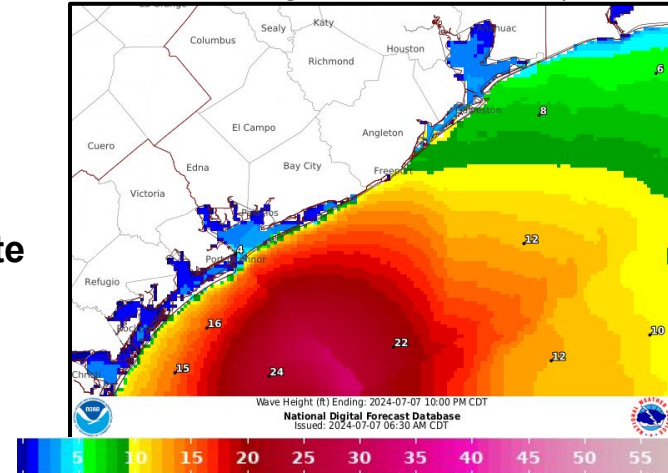 Sealy
Katy
Columbus
Houston
Richmond
El Campo
Angleton
Cuero
Edna
Bay City
Freeport
Victoria
Refugio
te
6
8
4
12
16
22
10
15
24
12
Wave Height (ft) Ending: 2024-07-07 10:00 PM CDT
National Digital Forecast Database
Issued: 2024-07-07 06:30 AM CDT
NOAA
5 10 15 20 25 30 35 40 45 50 55